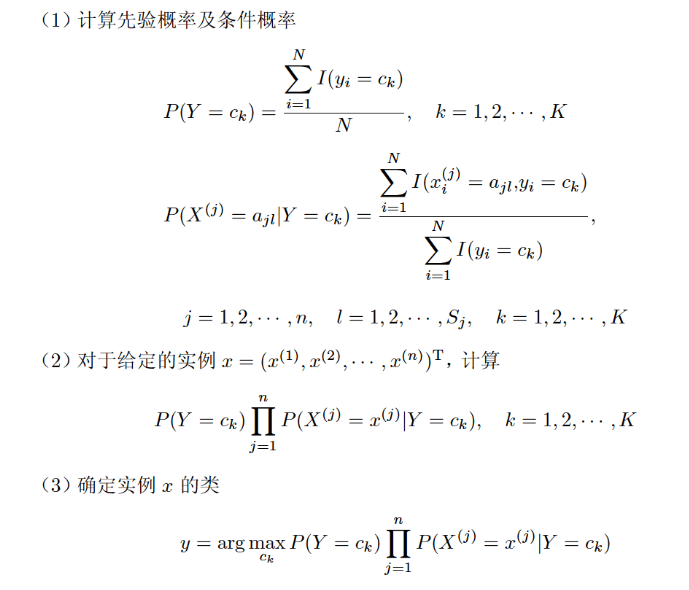 （1）计算先验概率及条件概率
$$P(Y = c_k) = \frac{\sum_{i=1}^{N} I(y_i = c_k)}{N}, \quad k = 1, 2, \cdots, K$$
$$P(X^{(j)} = a_{jl} | Y = c_k) = \frac{\sum_{i=1}^{N} I(x_i^{(j)} = a_{jl}, y_i = c_k)}{\sum_{i=1}^{N} I(y_i = c_k)},$$
$$j = 1, 2, \cdots, n, \quad l = 1, 2, \cdots, S_j, \quad k = 1, 2, \cdots, K$$
（2）对于给定的实例 $x = (x^{(1)}, x^{(2)}, \cdots, x^{(n)})^{\mathrm{T}}$，计算
$$P(Y = c_k) \prod_{j=1}^{n} P(X^{(j)} = x^{(j)} | Y = c_k), \quad k = 1, 2, \cdots, K$$
（3）确定实例 $x$ 的类
$$y = \arg \max_{c_k} P(Y = c_k) \prod_{j=1}^{n} P(X^{(j)} = x^{(j)} | Y = c_k)$$